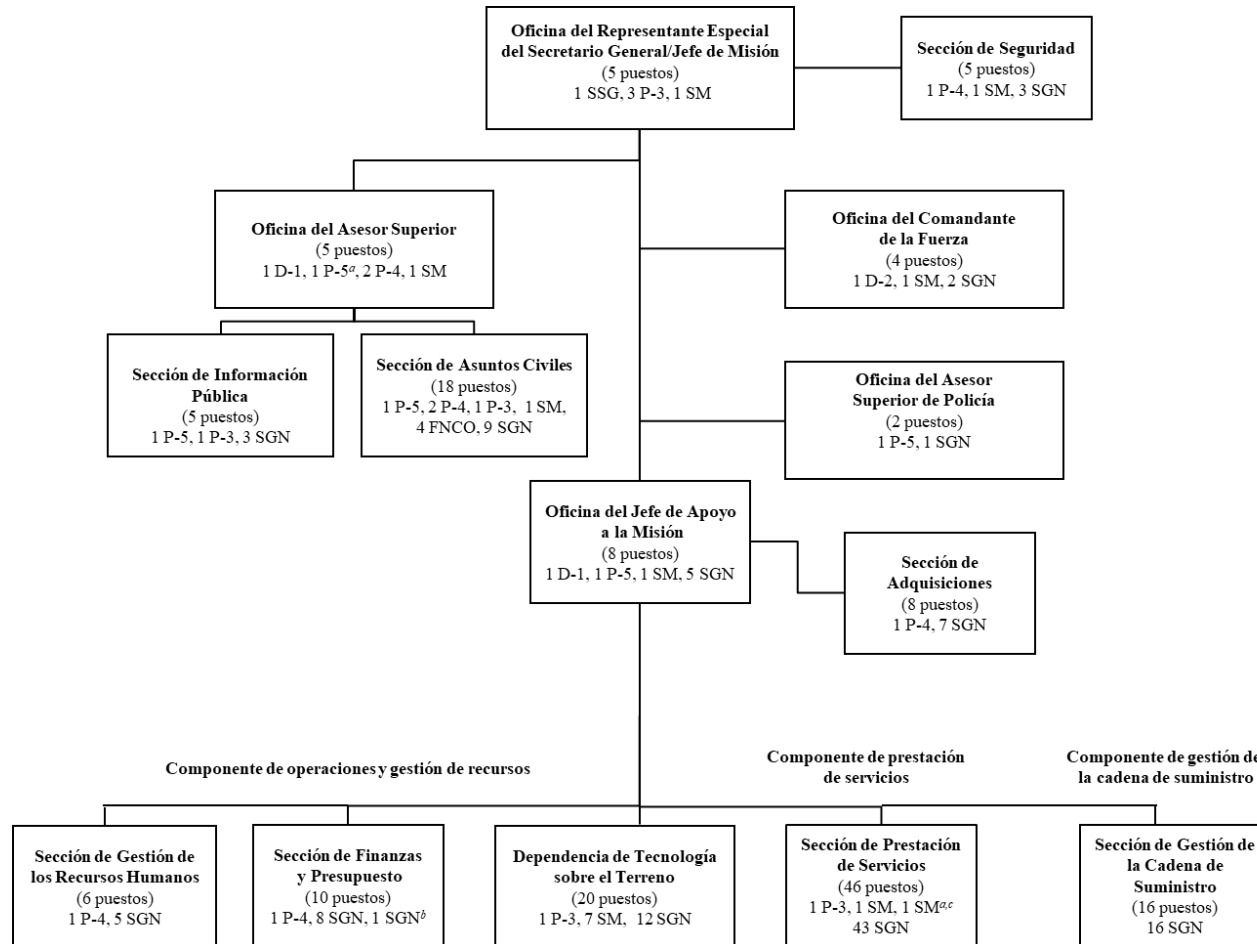 Oficina del Representante Especial
del Secretario General/Jefe de Misión
(5 puestos)
1 SSG, 3 P-3, 1 SM
Sección de Seguridad
(5 puestos)
1 P-4, 1 SM, 3 SGN
Oficina del Asesor Superior
(5 puestos)
1 D-1, 1 P-5a, 2 P-4, 1 SM
Oficina del Comandante
de la Fuerza
(4 puestos)
1 D-2, 1 SM, 2 SGN
Sección de Información
Pública
(5 puestos)
1 P-5, 1 P-3, 3 SGN
Sección de Asuntos Civiles
(18 puestos)
1 P-5, 2 P-4, 1 P-3, 1 SM,
4 FNCO, 9 SGN
Oficina del Asesor
Superior de Policía
(2 puestos)
1 P-5, 1 SGN
Oficina del Jefe de Apoyo
a la Misión
(8 puestos)
1 D-1, 1 P-5, 1 SM, 5 SGN
Sección de
Adquisiciones
(8 puestos)
1 P-4, 7 SGN
Componente de operaciones y gestión de recursos
Componente de prestación
de servicios
Componente de gestión de
la cadena de suministro
Sección de Gestión de
los Recursos Humanos
(6 puestos)
1 P-4, 5 SGN
Sección de Finanzas
y Presupuesto
(10 puestos)
1 P-4, 8 SGN, 1 SGNb
Dependencia de Tecnología
sobre el Terreno
(20 puestos)
1 P-3, 7 SM, 12 SGN
Sección de Prestación
de Servicios
(46 puestos)
1 P-3, 1 SM, 1 SMa,c
43 SGN
Sección de Gestión de
la Cadena de
Suministro
(16 puestos)
16 SGN